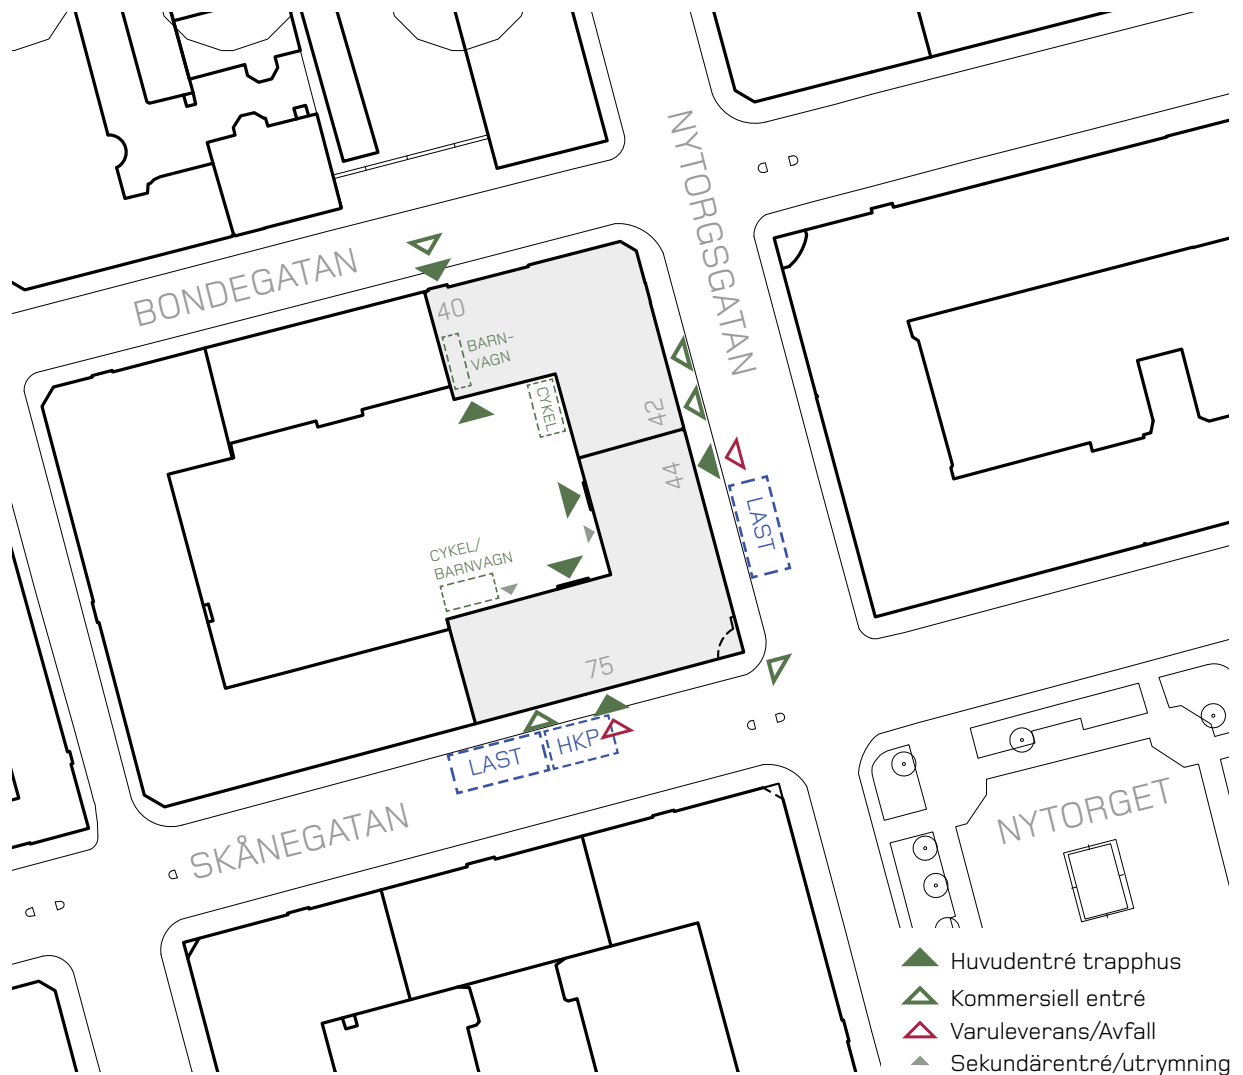 NYTORGSGATAN
BONDEGATAN
40
BARN-
VAGN
CYKEL
42
44
LAST
CYKEL/
BARNVAGN
75
HKP
LAST
SKÅNEGATAN
NYTORGET
Huvudentré trapphus
Kommersiell entré
Varuleverans/Avfall
Sekundärentré/utrymning